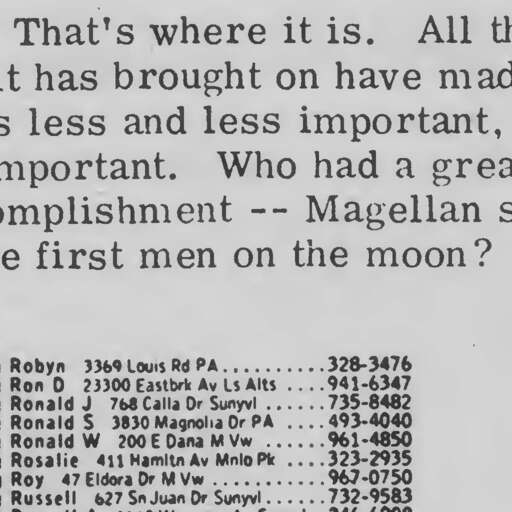 That's where it is. All th
t has brought on have mad
s less and less important,
mportant. Who had a grea
omplishment -- Magellan s
e first men on the moon?
Robyn 3369 Louis Rd PA..........328-3476
Ron D 23300 Eastbrk Av Ls Alts ....941-6347
Ronald J 768 Calla Dr Sunyvl ......735-8482
Ronald S 3830 Magnolia Dr PA ....493-4040
Ronald W 200 E Dana M Vw ......961-4850
Rosalie 411 Hamltn Av Mnlo Pk ....323-2935
Roy 47 Eldora Dr M Vw ...........967-0750
Russell 627 Sn Juan Dr Sunyvl......732-9583